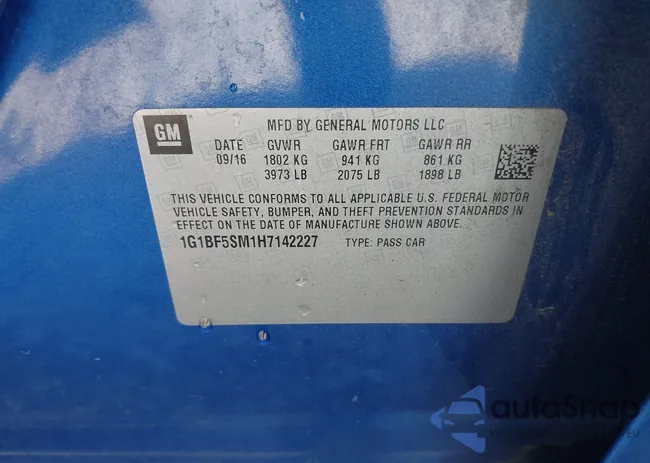 GM
MFD BY GENERAL MOTORS LLC
DATE GVWR GAWR FRT GAWR RR
09/16 1802 KG 941 KG 861 KG
3973 LB 2075 LB 1898 LB
THIS VEHICLE CONFORMS TO ALL APPLICABLE U.S. FEDERAL MOTOR
VEHICLE SAFETY, BUMPER, AND THEFT PREVENTION STANDARDS IN
EFFECT ON THE DATE OF MANUFACTURE SHOWN ABOVE.
1G1BF5SM1H7142227 TYPE: PASS CAR
autoSnap